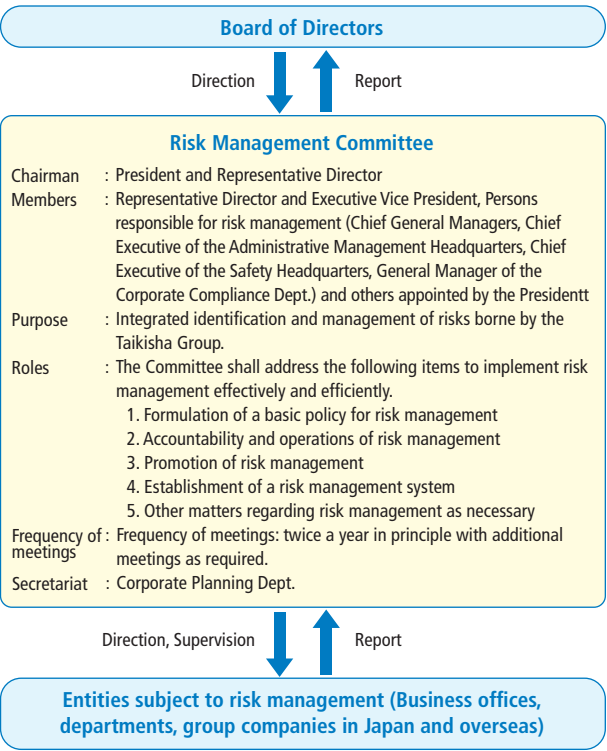 Board of Directors
Direction
Report
Risk Management Committee
Chairman : President and Representative Director
Members : Representative Director and Executive Vice President, Persons
responsible for risk management (Chief General Managers, Chief
Executive of the Administrative Management Headquarters, Chief
Executive of the Safety Headquarters, General Manager of the
Corporate Compliance Dept.) and others appointed by the Presidentt
Purpose : Integrated identification and management of risks borne by the
Taikisha Group.
Roles : The Committee shall address the following items to implement risk
management effectively and efficiently.
1. Formulation of a basic policy for risk management
2. Accountability and operations of risk management
3. Promotion of risk management
4. Establishment of a risk management system
5. Other matters regarding risk management as necessary
Frequency of : Frequency of meetings: twice a year in principle with additional
meetings meetings as required.
Secretariat : Corporate Planning Dept.
Direction, Supervision
Report
Entities subject to risk management (Business offices,
departments, group companies in Japan and overseas)